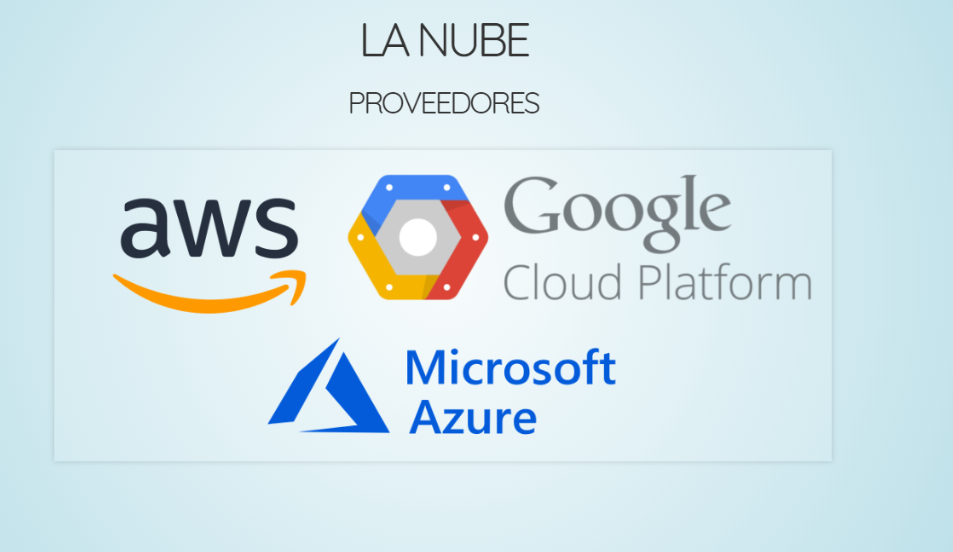 LA NUBE
PROVEEDORES
aws
Google
Cloud Platform
Microsoft
Azure